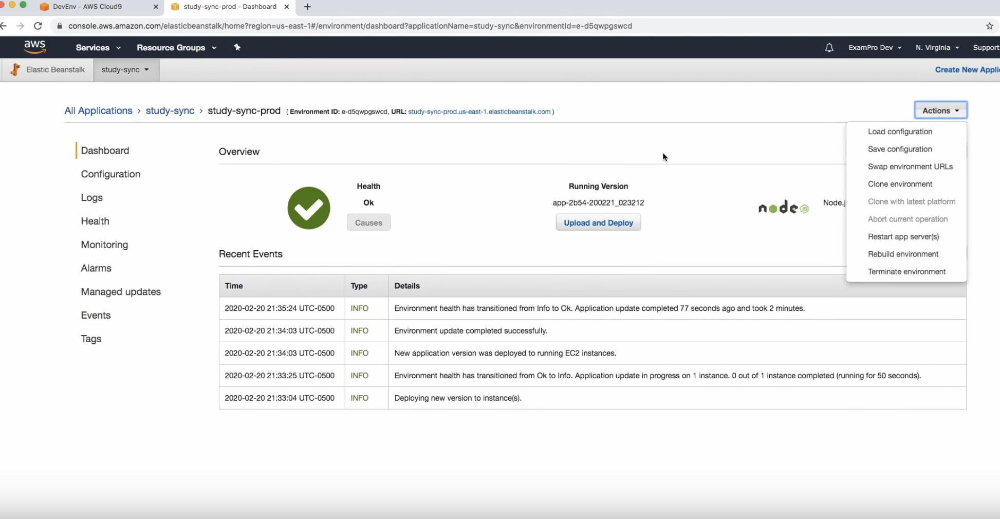 DevEnv - AWS Cloud9
study-sync-prod - Dashboard
console.aws.amazon.com/elasticbeanstalk/home?region=us-east-1#/environment/dashboard?applicationName=study-sync&environmentId=e-d5qwpgswcd
aws Services Resource Groups ExamPro Dev N. Virginia Support
Elastic Beanstalk study-sync Create New Applic
All Applications > study-sync > study-sync-prod ( Environment ID: e-d5qwpgswcd, URL: study-sync-prod.us-east-1.elasticbeanstalk.com )
Actions
Load configuration
Save configuration
Swap environment URLs
Clone environment
Clone with latest platform
Abort current operation
Restart app server(s)
Rebuild environment
Terminate environment
Dashboard
Configuration
Logs
Health
Monitoring
Alarms
Managed updates
Events
Tags
Overview
Health
Ok
Causes
Running Version
app-2b54-200221_023212
Upload and Deploy
node JS
Node.j
Recent Events
Time Type Details
2020-02-20 21:35:24 UTC-0500 INFO Environment health has transitioned from Info to Ok. Application update completed 77 seconds ago and took 2 minutes.
2020-02-20 21:34:03 UTC-0500 INFO Environment update completed successfully.
2020-02-20 21:34:03 UTC-0500 INFO New application version was deployed to running EC2 instances.
2020-02-20 21:33:25 UTC-0500 INFO Environment health has transitioned from Ok to Info. Application update in progress on 1 instance. 0 out of 1 instance completed (running for 50 seconds).
2020-02-20 21:33:04 UTC-0500 INFO Deploying new version to instance(s).